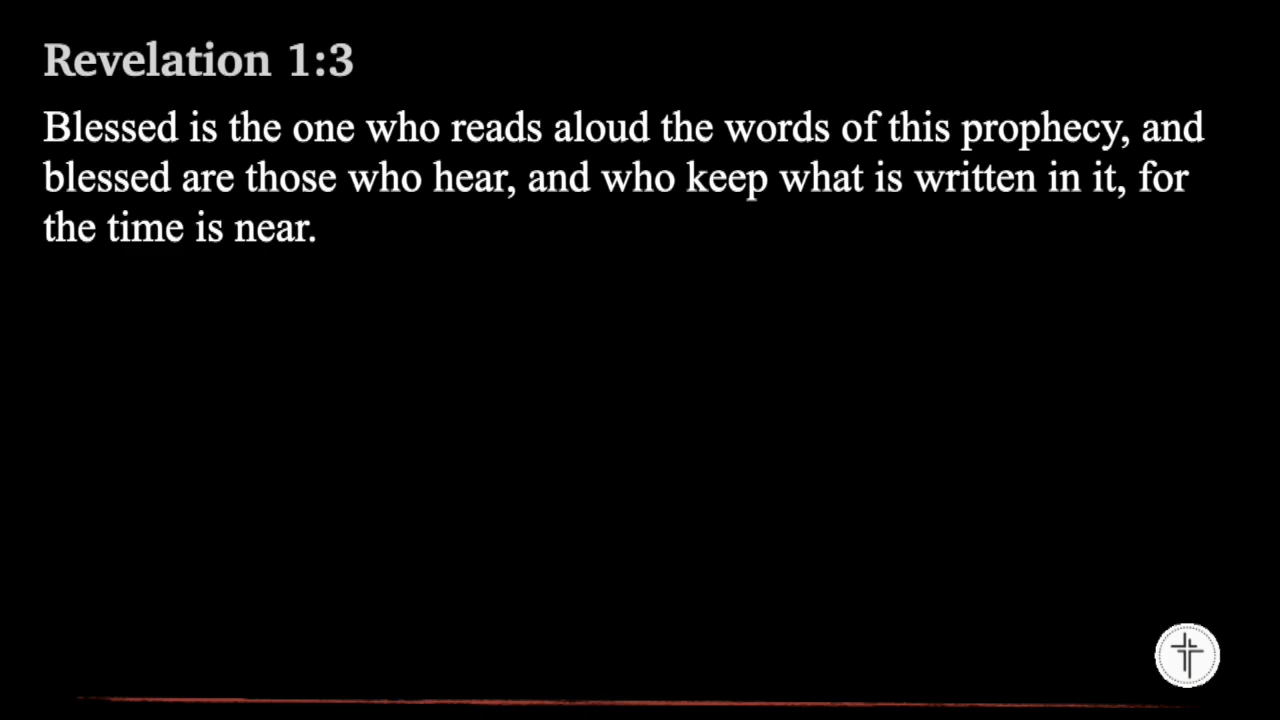 Revelation 1:3
Blessed is the one who reads aloud the words of this prophecy, and
blessed are those who hear, and who keep what is written in it, for
the time is near.